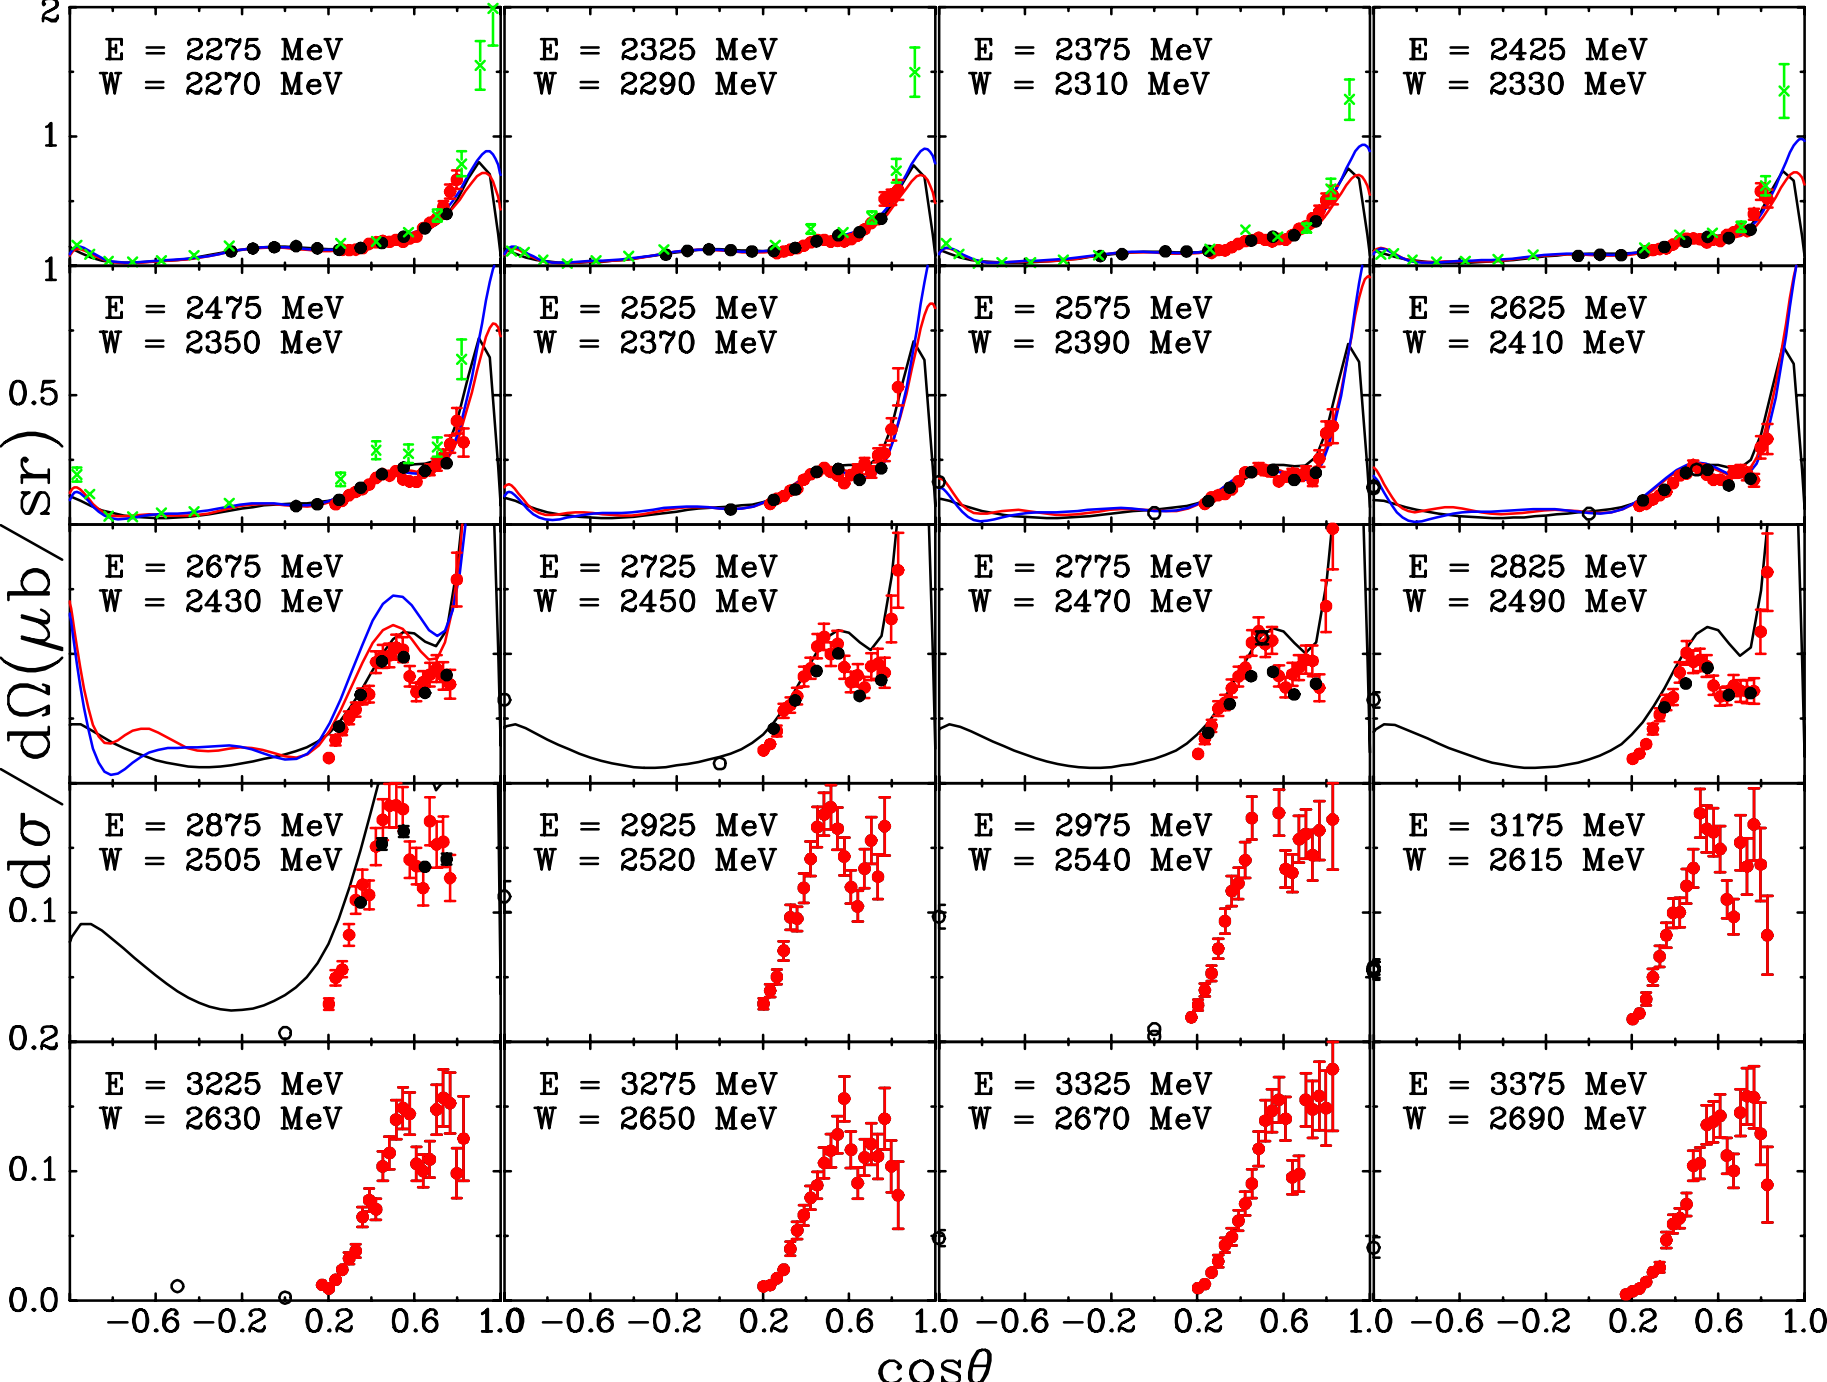 2
E = 2275 MeV
W = 2270 MeV
E = 2325 MeV
W = 2290 MeV
E = 2375 MeV
W = 2310 MeV
E = 2425 MeV
W = 2330 MeV
1
1
E = 2475 MeV
W = 2350 MeV
E = 2525 MeV
W = 2370 MeV
E = 2575 MeV
W = 2390 MeV
E = 2625 MeV
W = 2410 MeV
0.5
dσ/dΩ(μb/sr)
E = 2675 MeV
W = 2430 MeV
E = 2725 MeV
W = 2450 MeV
E = 2775 MeV
W = 2470 MeV
E = 2825 MeV
W = 2490 MeV
E = 2875 MeV
W = 2505 MeV
E = 2925 MeV
W = 2520 MeV
E = 2975 MeV
W = 2540 MeV
E = 3175 MeV
W = 2615 MeV
0.1
0.2
E = 3225 MeV
W = 2630 MeV
E = 3275 MeV
W = 2650 MeV
E = 3325 MeV
W = 2670 MeV
E = 3375 MeV
W = 2690 MeV
0.1
0.0
-0.6 -0.2 0.2 0.6 1.0 -0.6 -0.2 0.2 0.6 1.0 -0.6 -0.2 0.2 0.6 1.0 -0.6 -0.2 0.2 0.6 1.0
cosθ